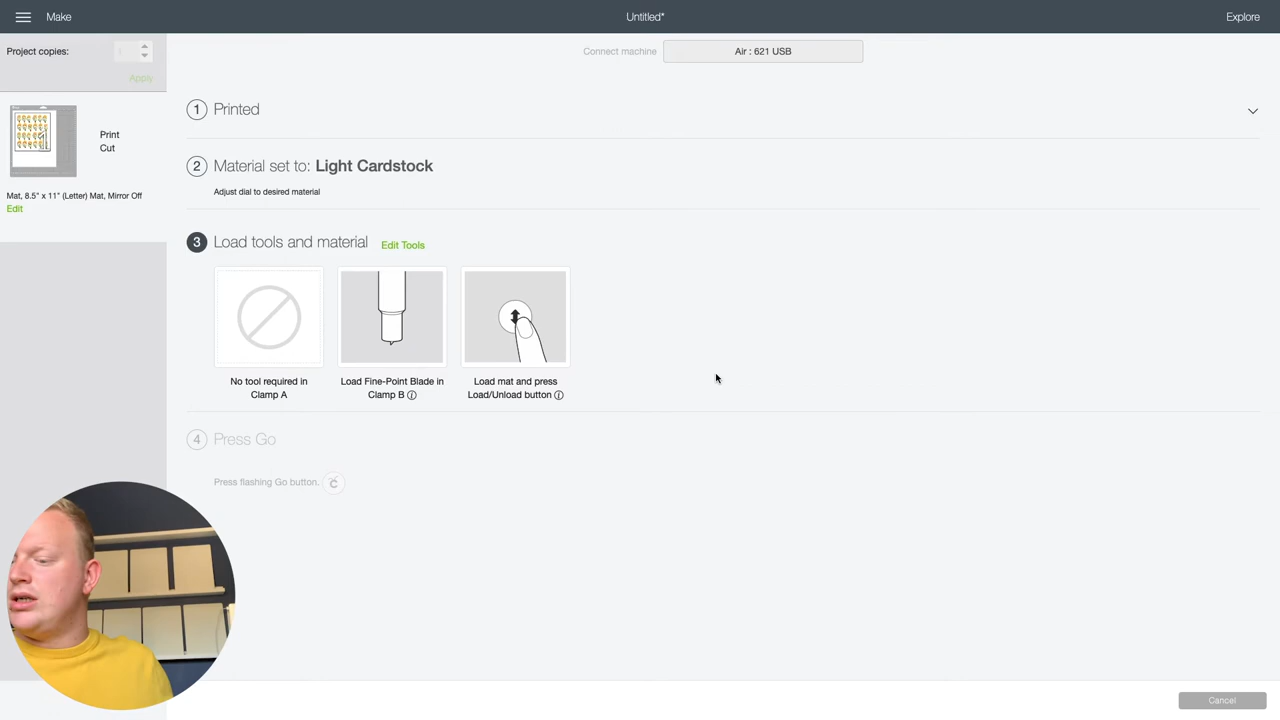 Make
Untitled*
Explore
Project copies:
Apply
Connect machine
Air : 621 USB
Print
Cut
Mat, 8.5" x 11" (Letter) Mat, Mirror Off
Edit
1 Printed
2 Material set to: Light Cardstock
Adjust dial to desired material
3 Load tools and material
Edit Tools
No tool required in
Clamp A
Load Fine-Point Blade in
Clamp B
Load mat and press
Load/Unload button
4 Press Go
Press flashing Go button.
Cancel